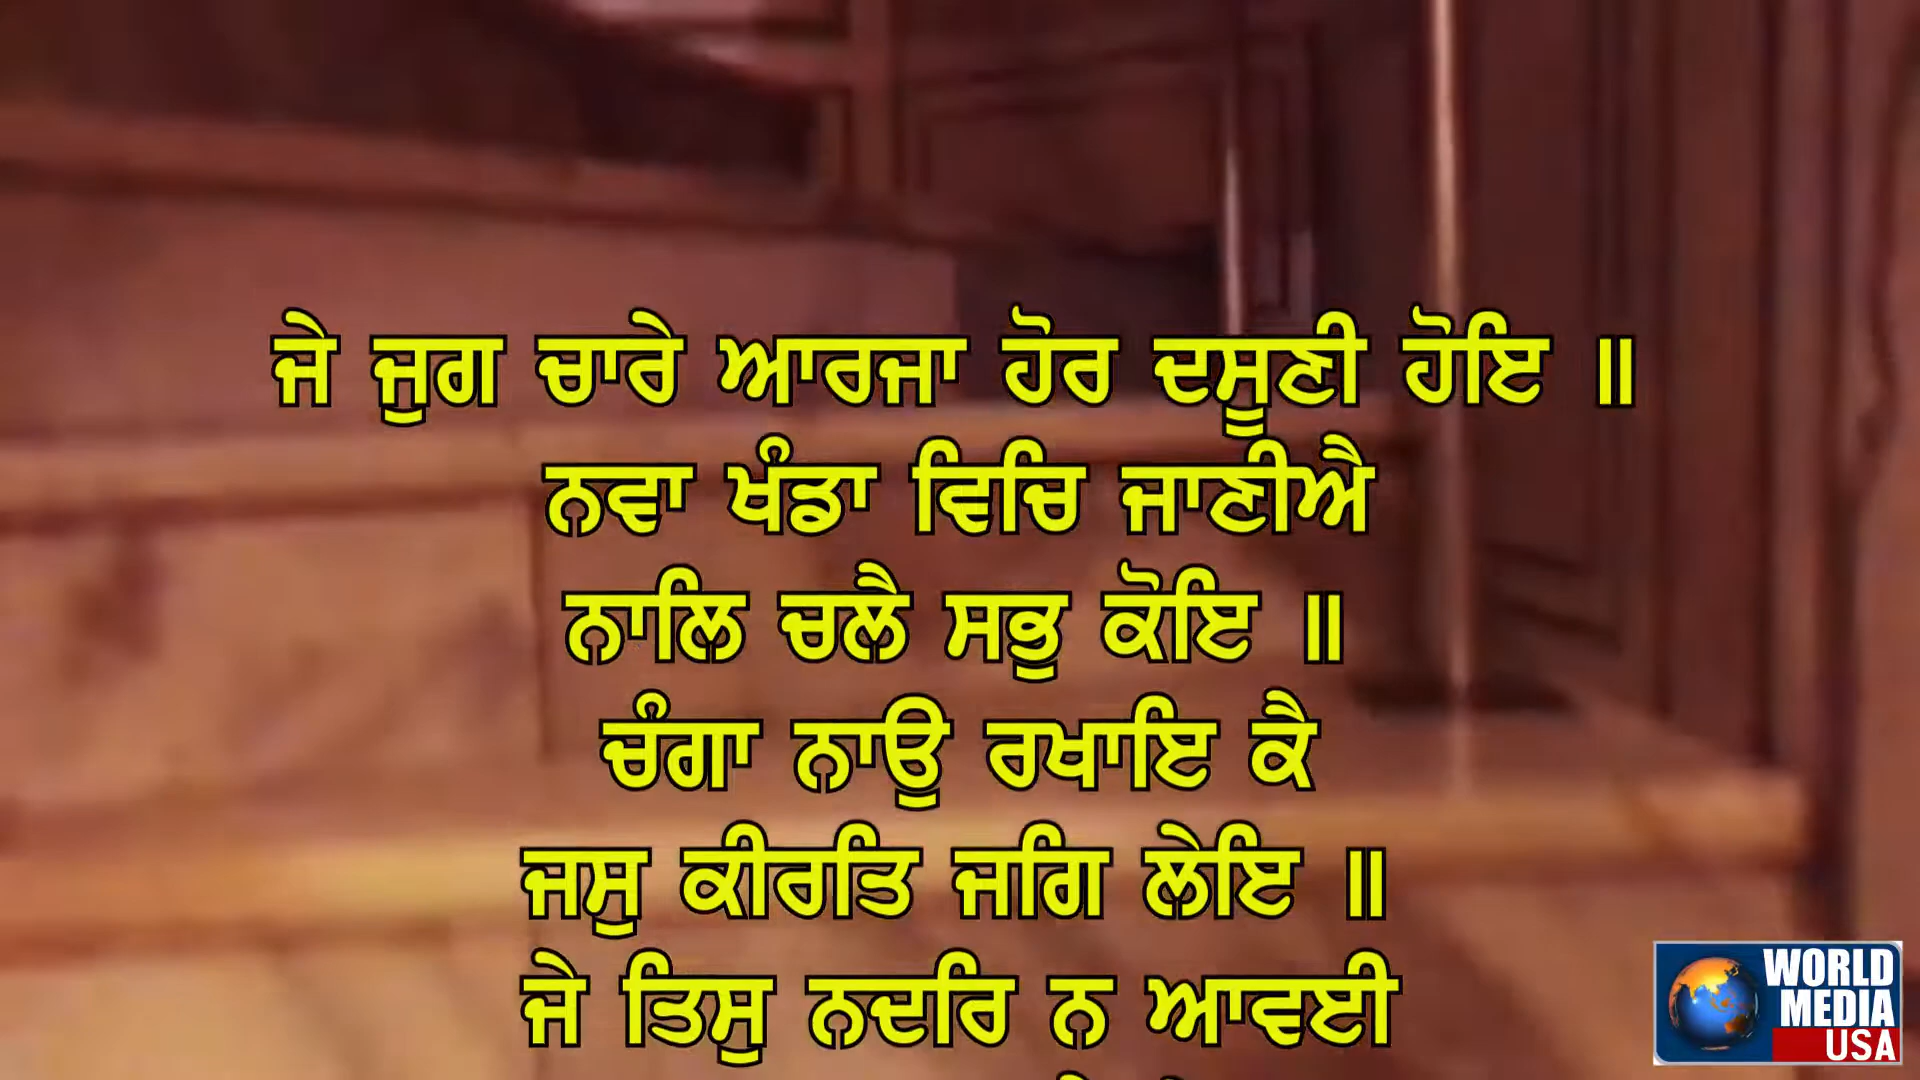 ਜੇ ਜੁਗ ਚਾਰੇ ਆਰਜਾ ਹੋਰ ਦਸੂਣੀ ਹੋਇ ॥
ਨਵਾ ਖੰਡਾ ਵਿਚਿ ਜਾਣੀਐ
ਨਾਲਿ ਚਲੈ ਸਭੁ ਕੋਇ ॥
ਚੰਗਾ ਨਾਉ ਰਖਾਇ ਕੈ
ਜਸੁ ਕੀਰਤਿ ਜਗਿ ਲੇਇ ॥
ਜੇ ਤਿਸੁ ਨਦਰਿ ਨ ਆਵਈ
WORLD
MEDIA
USA